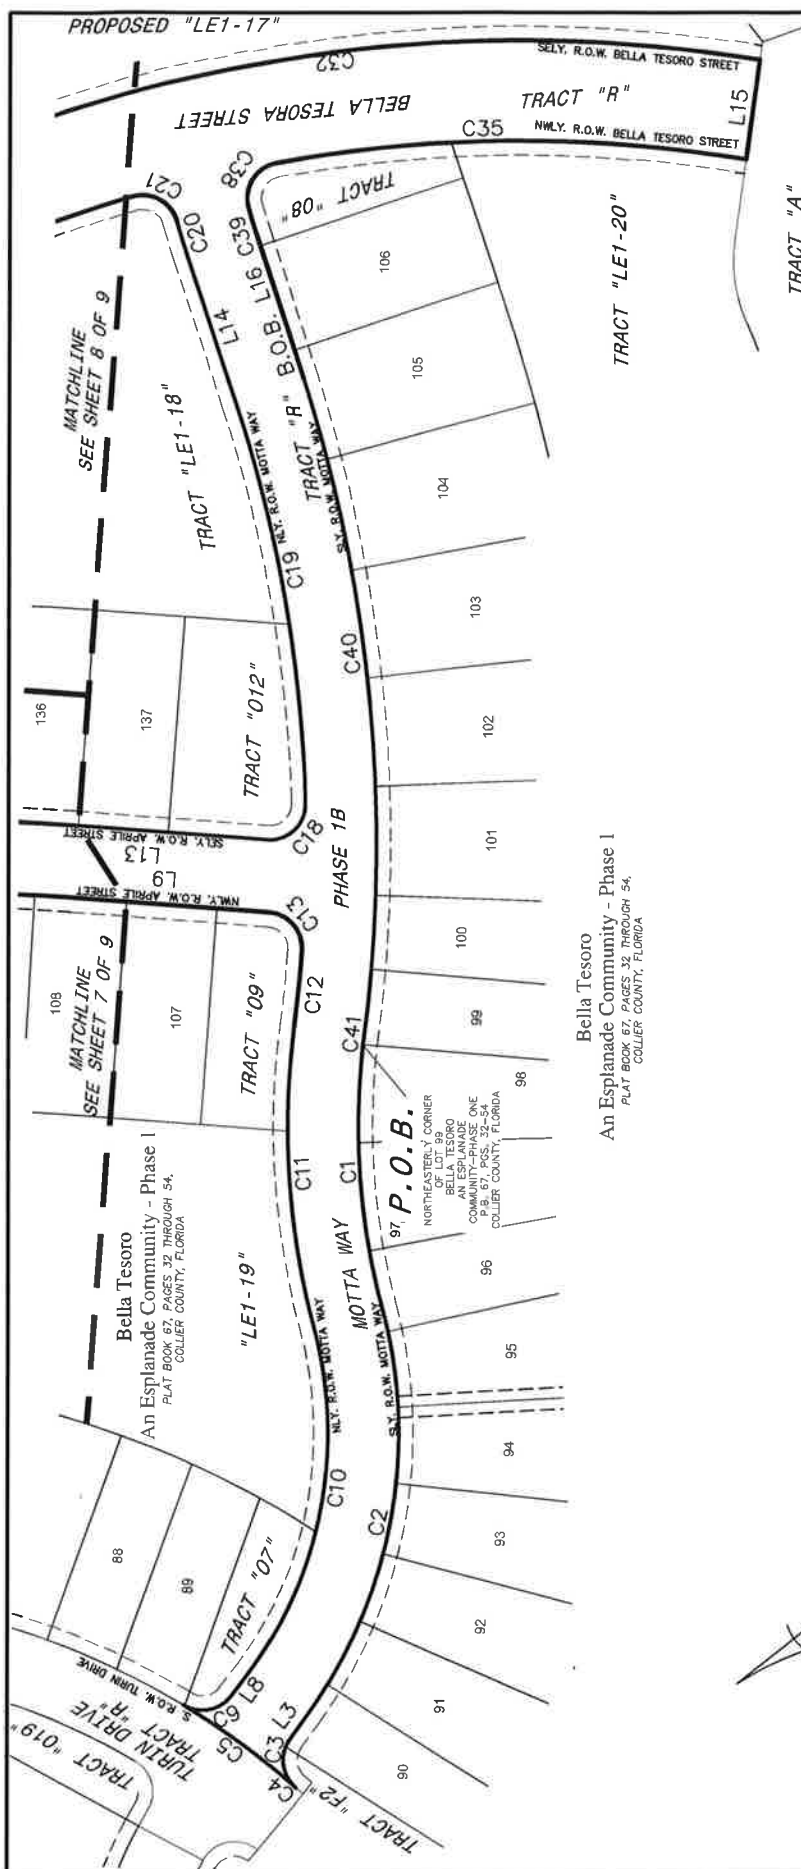 PROPOSED "LE1-17"
C32
SELY. R.O.W. BELLA TESORO STREET
BELLA TESORA STREET
TRACT "R"
L15
C35
NWLY. R.O.W. BELLA TESORO STREET
C21
C38
TRACT "08"
C20
C39
L16
B.O.B.
106
TRACT "LE1-20"
TRACT "A"
L14
MATCHLINE
SEE SHEET 8 OF 9
105
TRACT "LE1-18"
NLY. R.O.W. MOTTA WAY
TRACT "R"
SLY. R.O.W. MOTTA WAY
104
C19
103
C40
136
137
TRACT "012"
102
SELY. R.O.W. APRILE STREET
L13
C18
PHASE 1B
101
L9
NWLY. R.O.W. APRILE STREET
C13
100
MATCHLINE
SEE SHEET 7 OF 9
108
107
TRACT "09"
C12
C41
99
98
P.O.B.
NORTHEASTERLY CORNER
OF LOT 99
BELLA TESORO
AN ESPLANADE
COMMUNITY-PHASE ONE
P.B. 67, PGS. 32-54
COLLIER COUNTY, FLORIDA
Bella Tesoro
An Esplanade Community - Phase 1
PLAT BOOK 67, PAGES 32 THROUGH 54,
COLLIER COUNTY, FLORIDA
C11
C1
97
Bella Tesoro
An Esplanade Community - Phase 1
PLAT BOOK 67, PAGES 32 THROUGH 54,
COLLIER COUNTY, FLORIDA
"LE1-19"
MOTTA WAY
96
NLY. R.O.W. MOTTA WAY
SLY. R.O.W. MOTTA WAY
95
94
C10
C2
93
88
89
TRACT "07"
92
91
90
S. R.O.W. TURIN DRIVE
TURIN DRIVE
TRACT "R"
TRACT "019"
C9
L8
C5
C3
L3
C4
TRACT "F2"